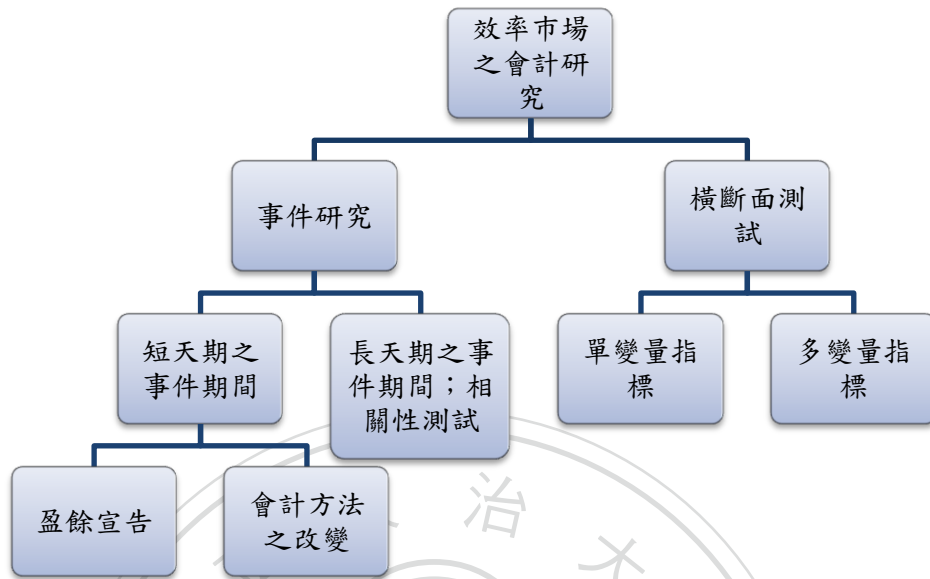 效率市場
之會計研
究
事件研究
橫斷面測
試
短天期之
事件期間
長天期之事
件期間；相
關性測試
單變量指
標
多變量指
標
盈餘宣告
會計方法
之改變
治
大